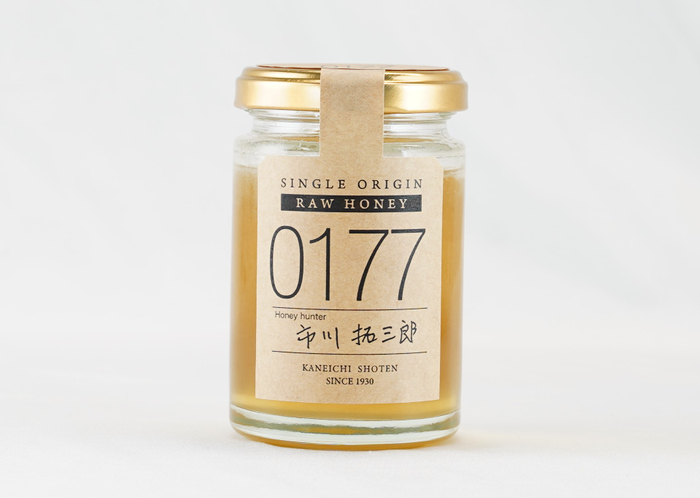 SINGLE ORIGIN
RAW HONEY
0177
Honey hunter
市川 拓三郎
KANEICHI SHOTEN
SINCE 1930